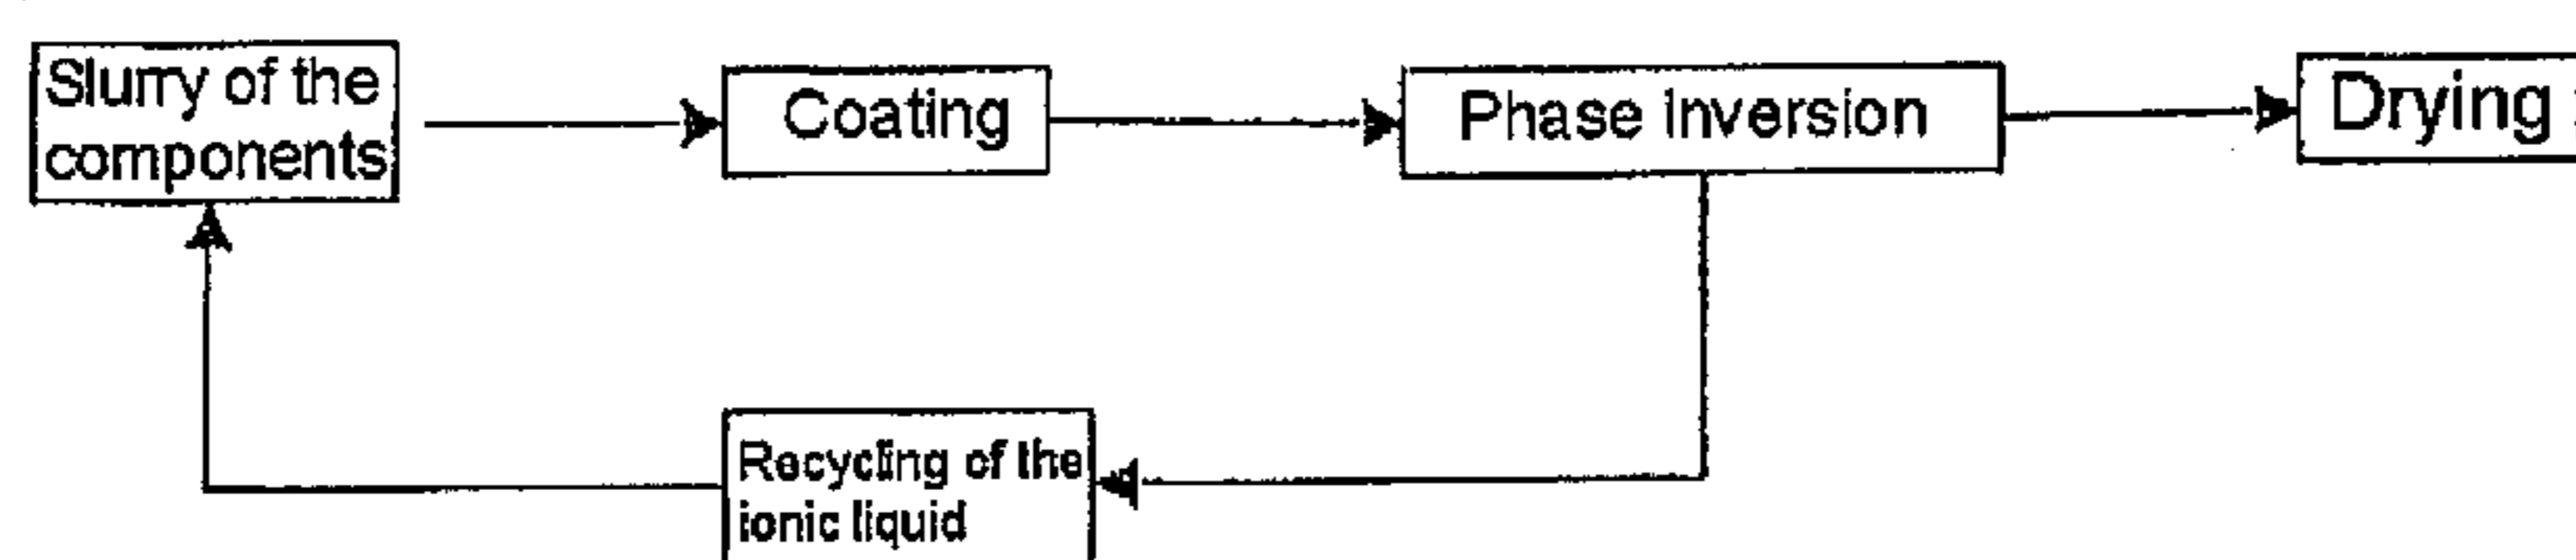 Slurry of the
components
Coating
Phase Inversion
Drying
Recycling of the
ionic liquid